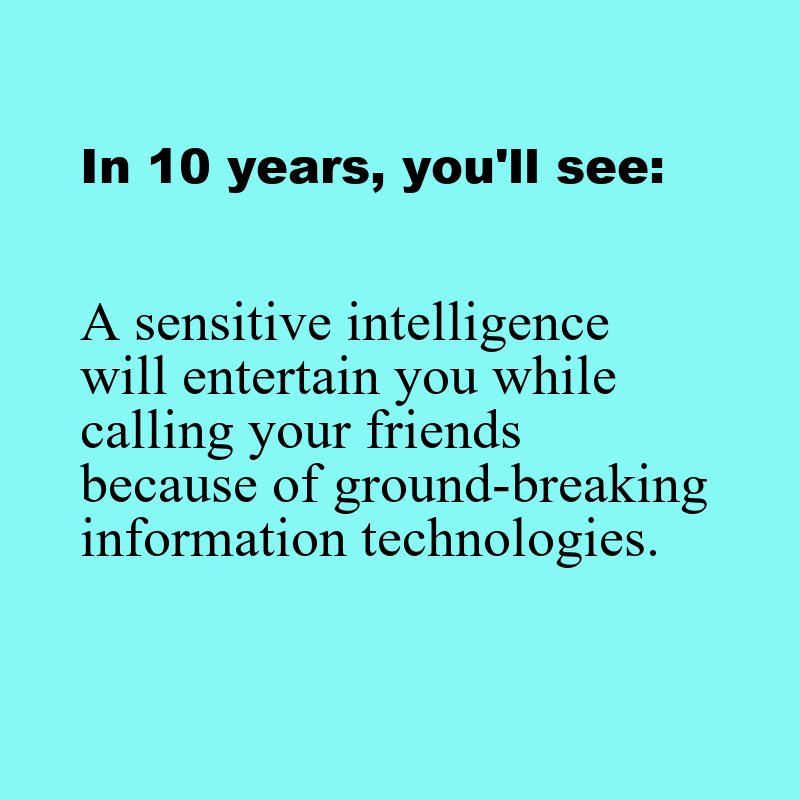 In 10 years, you'll see:
A sensitive intelligence
will entertain you while
calling your friends
because of ground-breaking
information technologies.